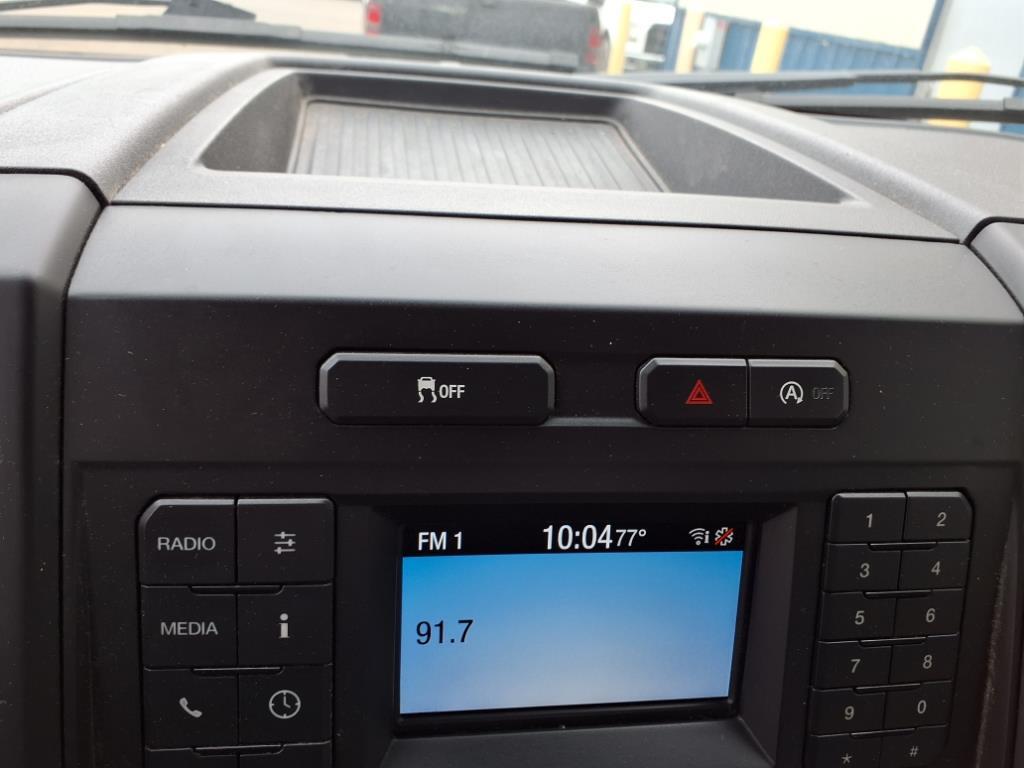 OFF
A OFF
RADIO
MEDIA
i
FM 1 10:04 77° i
91.7
1 2
3 4
5 6
7 8
9 0
* #